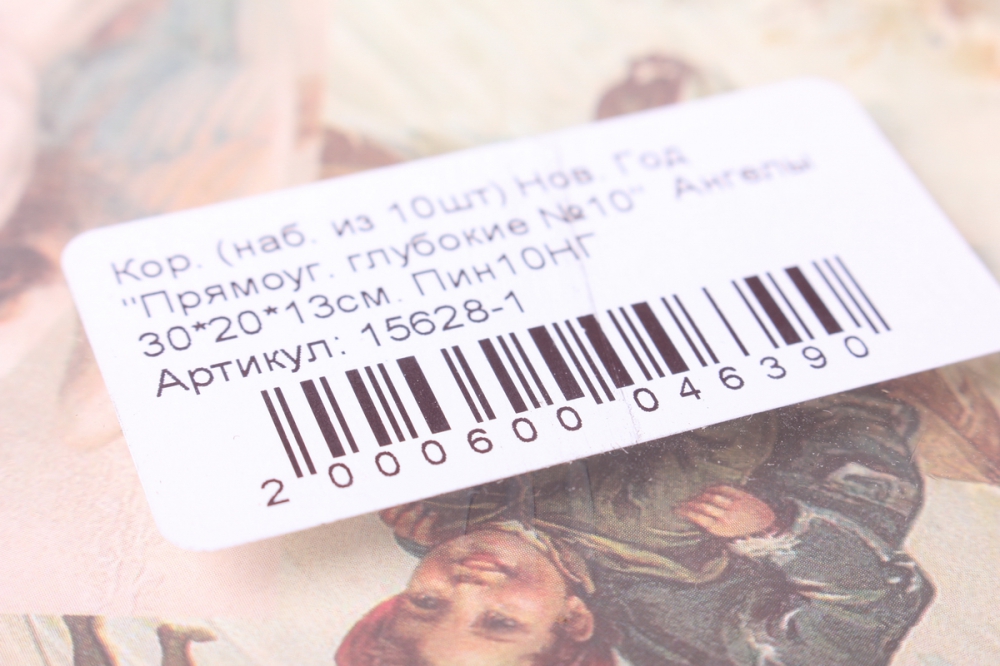 Кор. (наб. из 10шт) Нов. Год
"Прямоуг. глубокие №10" Ангелы
30*20*13см. Пин10НГ
Артикул: 15628-1
2 000600 046390